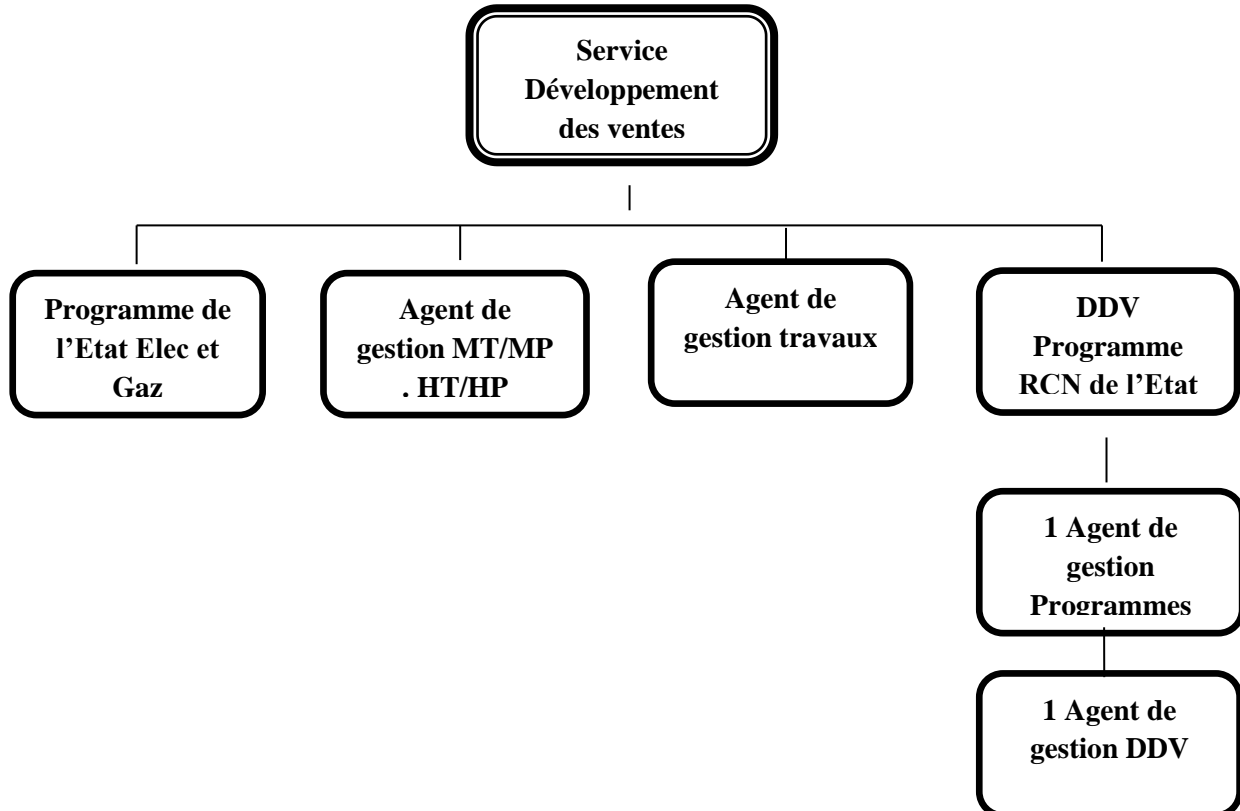 Service
Développement
des ventes
Programme de
l’Etat Elec et
Gaz
Agent de
gestion MT/MP
. HT/HP
Agent de
gestion travaux
DDV
Programme
RCN de l’Etat
1 Agent de
gestion
Programmes
1 Agent de
gestion DDV